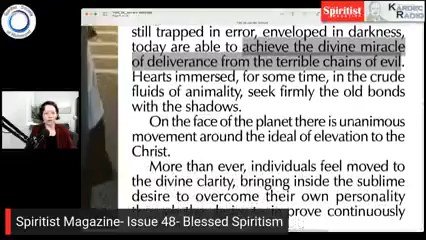 Spiritist
KARDEC
RADIO
still trapped in error, enveloped in darkness,
today are able to achieve the divine miracle
of deliverance from the terrible chains of evil.
Hearts immersed, for some time, in the crude
fluids of animality, seek firmly the old bonds
with the shadows.
On the face of the planet there is unanimous
movement around the ideal of elevation to the
Christ.
More than ever, individuals feel moved to
the divine clarity, bringing inside the sublime
desire to overcome their own personality
improve continuously
Spiritist Magazine- Issue 48- Blessed Spiritism